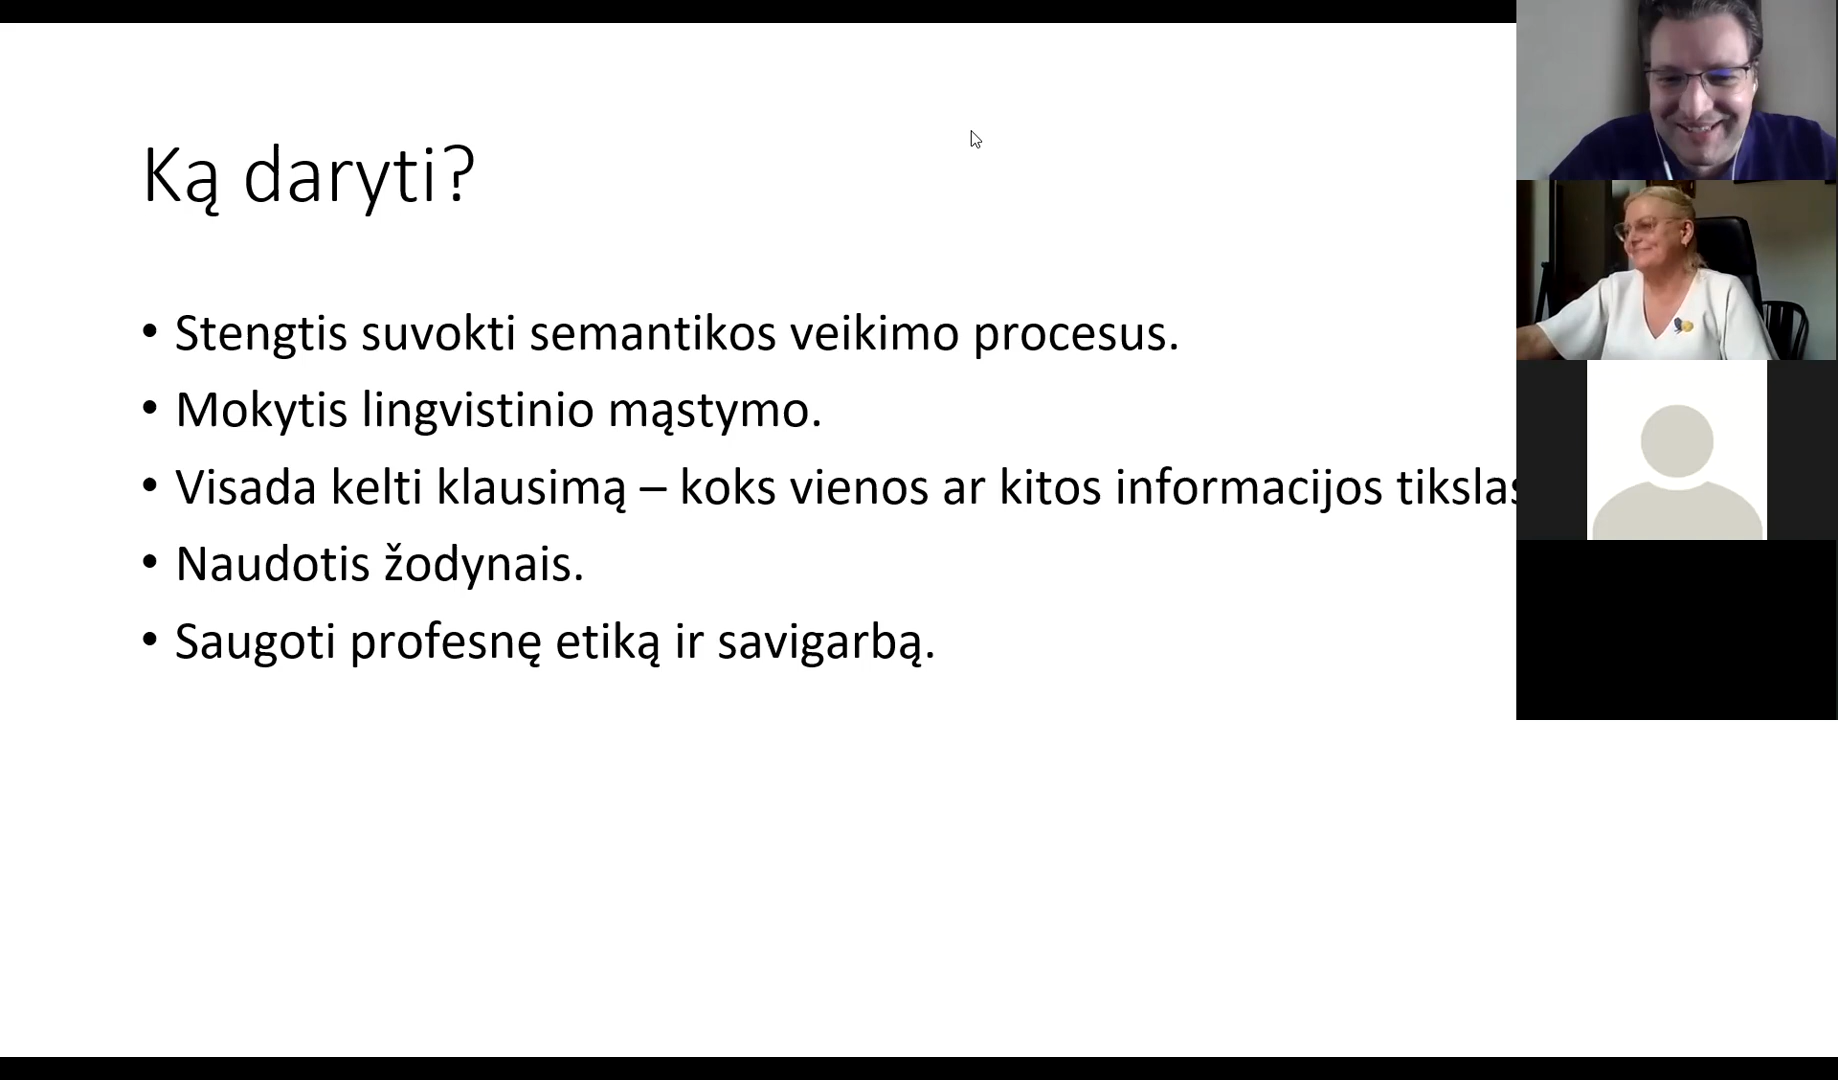 Ką daryti?
• Stengtis suvokti semantikos veikimo procesus.
• Mokytis lingvistinio mąstymo.
• Visada kelti klausimą – koks vienos ar kitos informacijos tikslas
• Naudotis žodynais.
• Saugoti profesnę etiką ir savigarbą.